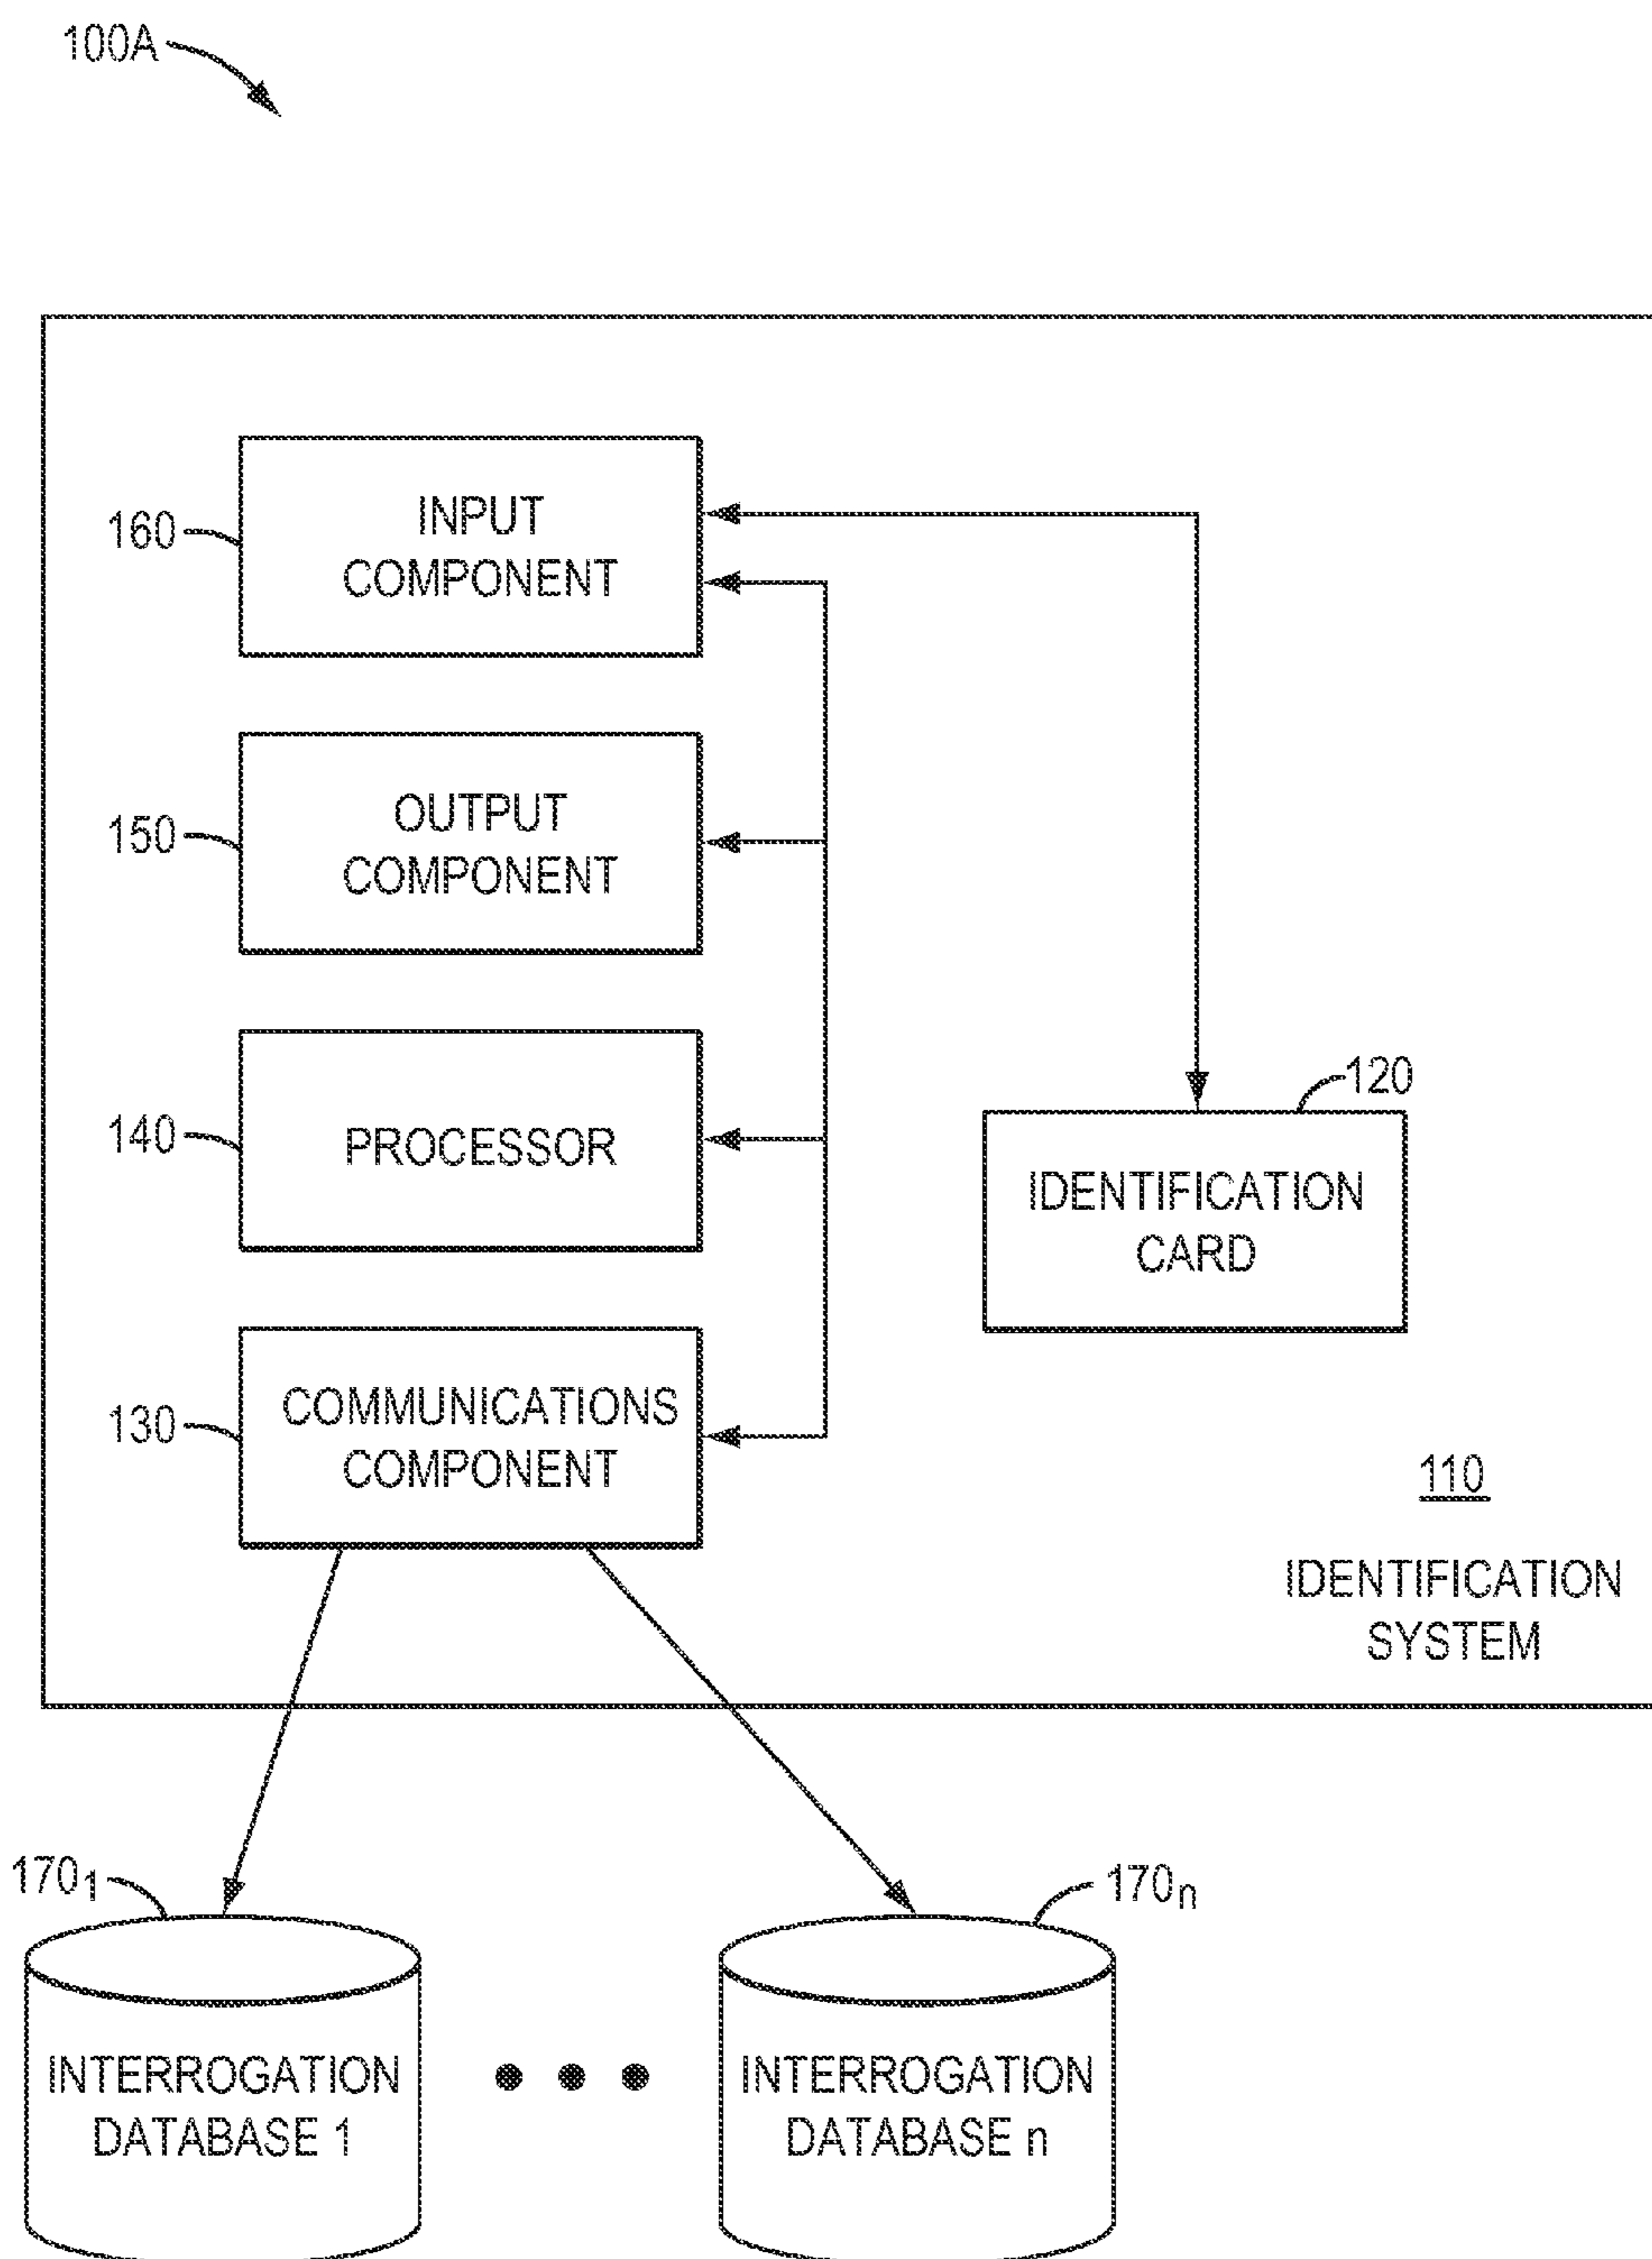 100A
160
INPUT
COMPONENT
150
OUTPUT
COMPONENT
140
PROCESSOR
120
IDENTIFICATION
CARD
130
COMMUNICATIONS
COMPONENT
110
IDENTIFICATION
SYSTEM
170₁
170ₙ
INTERROGATION
DATABASE 1
INTERROGATION
DATABASE n